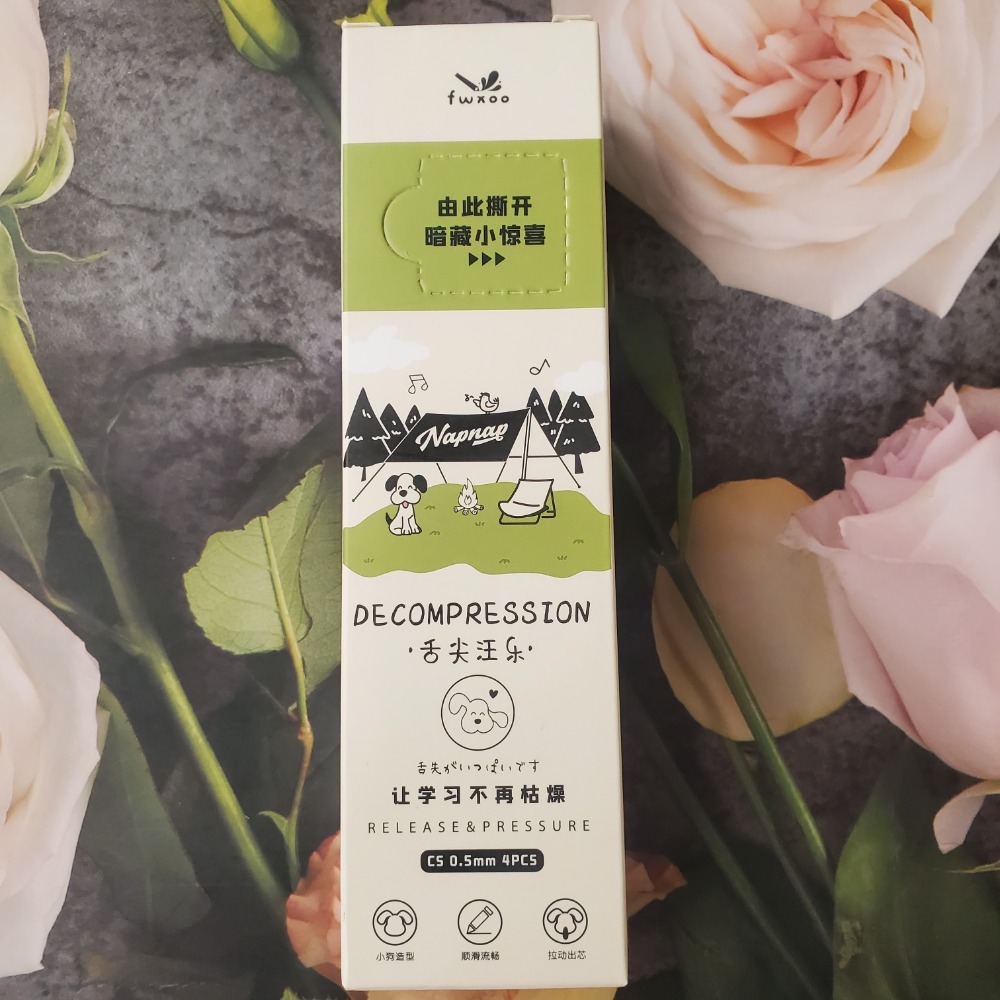 fwxoo
由此撕开
暗藏小惊喜
Napnap
DECOMPRESSION
·舌尖汪乐·
舌先がいっぱいです
让学习不再枯燥
RELEASE&PRESSURE
CS 0.5mm 4PCS
小狗造型 顺滑流畅 拉动出芯